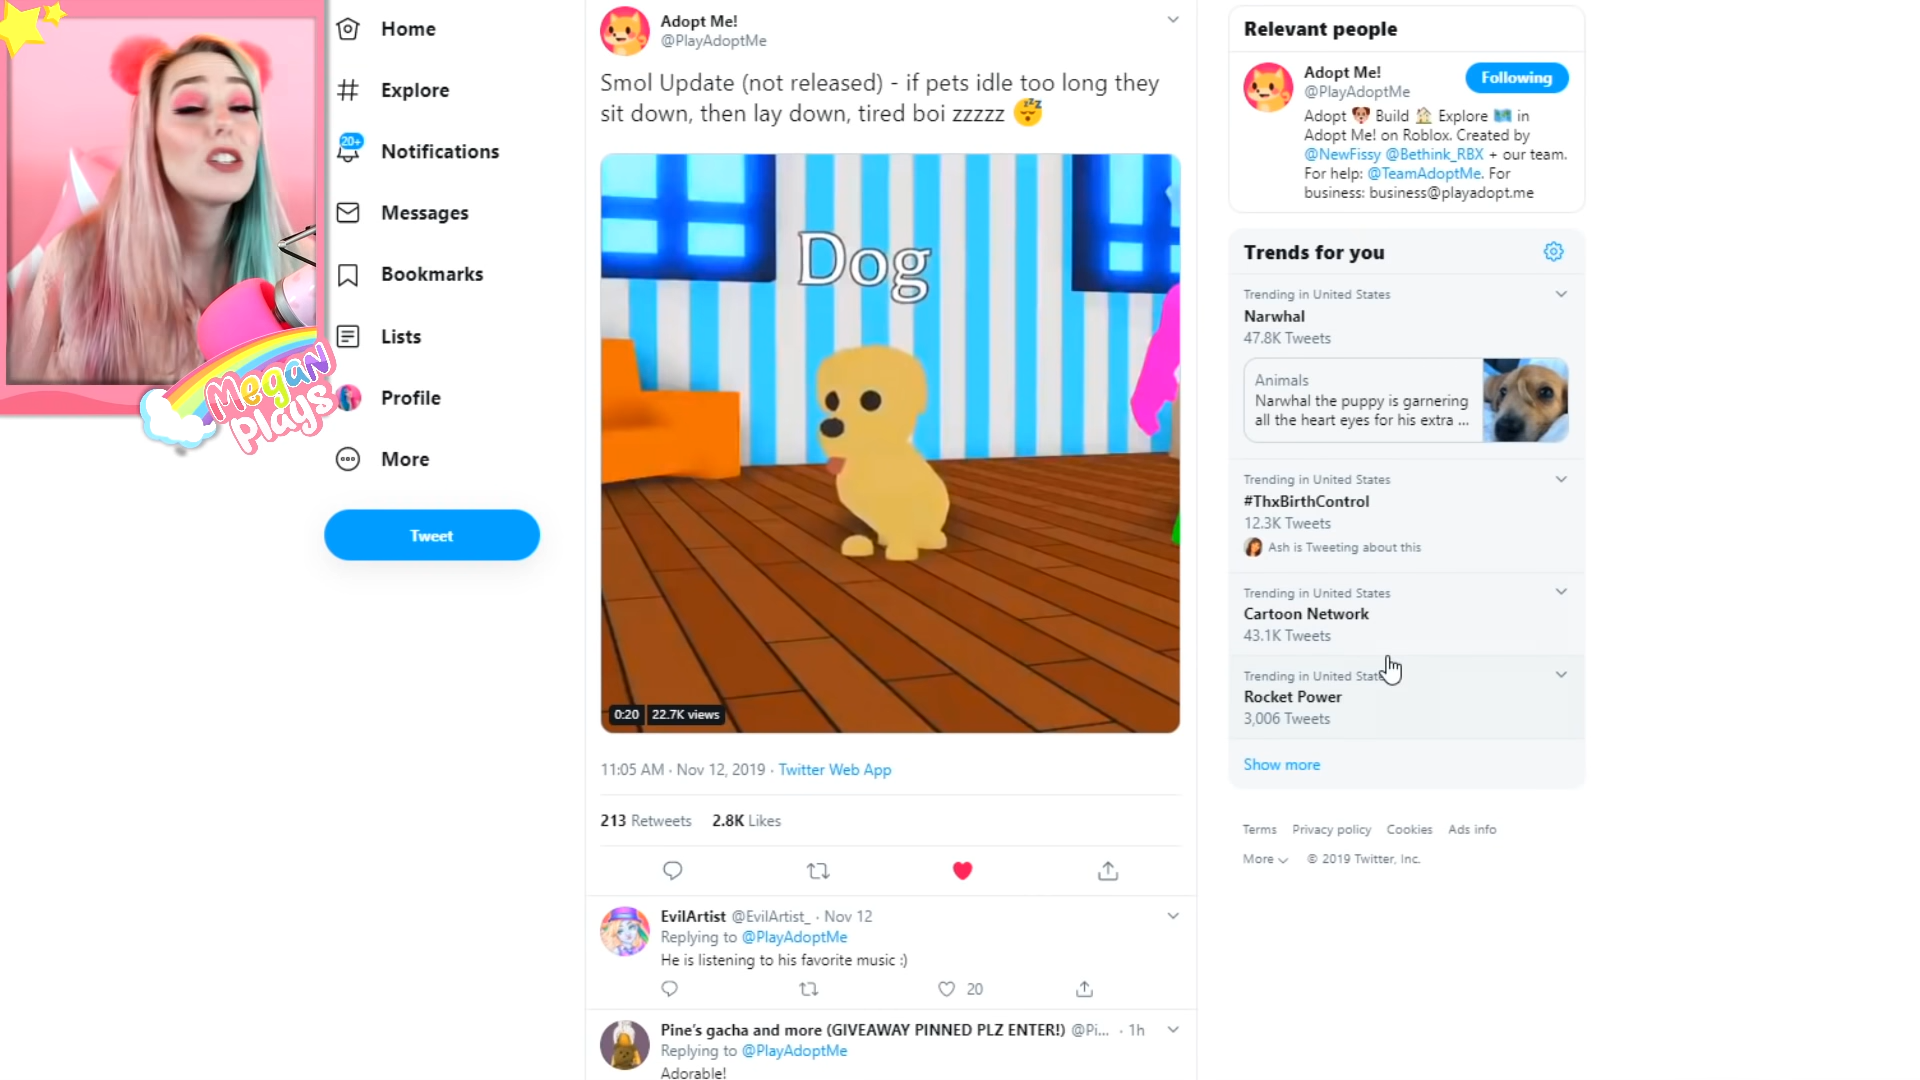 Megan
Plays
Home
Explore
20+
Notifications
Messages
Bookmarks
Lists
Profile
More
Tweet
Adopt Me!
@PlayAdoptMe
Smol Update (not released) - if pets idle too long they
sit down, then lay down, tired boi zzzzz 😴
Dog
0:20 22.7K views
11:05 AM · Nov 12, 2019 · Twitter Web App
213 Retweets 2.8K Likes
EvilArtist @EvilArtist_ · Nov 12
Replying to @PlayAdoptMe
He is listening to his favorite music :)
20
Pine's gacha and more (GIVEAWAY PINNED PLZ ENTER!) @Pi... · 1h
Replying to @PlayAdoptMe
Adorable!
Relevant people
Adopt Me!
@PlayAdoptMe
Following
Adopt 🐶 Build 🏠 Explore 🗺️ in
Adopt Me! on Roblox. Created by
@NewFissy @Bethink_RBX + our team.
For help: @TeamAdoptMe. For
business: business@playadopt.me
Trends for you
Trending in United States
Narwhal
47.8K Tweets
Animals
Narwhal the puppy is garnering
all the heart eyes for his extra ...
Trending in United States
#ThxBirthControl
12.3K Tweets
Ash is Tweeting about this
Trending in United States
Cartoon Network
43.1K Tweets
Trending in United State
Rocket Power
3,006 Tweets
Show more
Terms Privacy policy Cookies Ads info
More © 2019 Twitter, Inc.